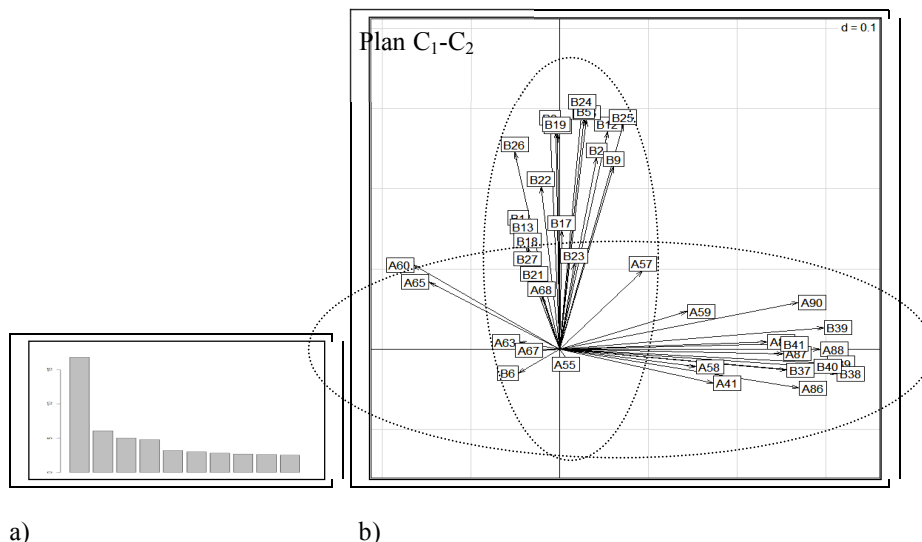 d = 0.1
Plan C₁-C₂
B24
B19
B5
B12
B25
B26
B2
B9
B22
B1
B13
B17
B18
B27
B23
B21
A68
A60
A65
A57
A90
A59
B39
A63
A67
B41
A87
A88
A55
B6
A58
A41
B37
B40
B38
A86
a)
b)